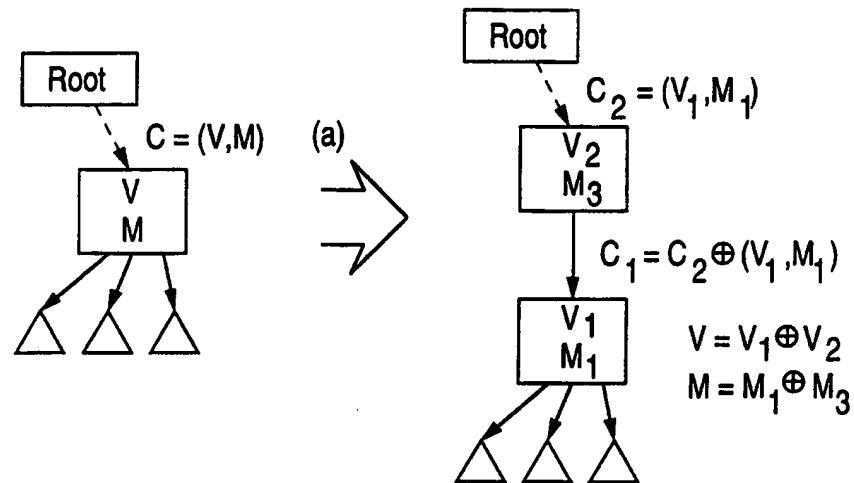 Root
C = (V,M)
V
M
(a)
Root
C₂ = (V₁,M₁)
V₂
M₃
C₁ = C₂ ⊕ (V₁,M₁)
V₁
M₁
V = V₁ ⊕ V₂
M = M₁ ⊕ M₃